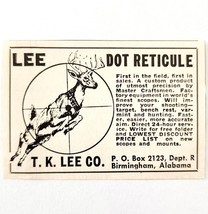 LEE DOT RETICULE
First in the field, first in
sales. A custom product
of utmost precision by
Master Craftsmen. Fac-
tory equipment in world's
finest scopes. Will im-
prove your shooting—
target, bench rest, var-
mint and hunting. Fast-
er, easier, more accurate
aim. Direct 24-hour serv-
ice. Write for free folder
and LOWEST DISCOUNT
PRICE LIST on new
scopes and mounts.
T. K. LEE CO.
P. O. Box 2123, Dept. R
Birmingham, Alabama